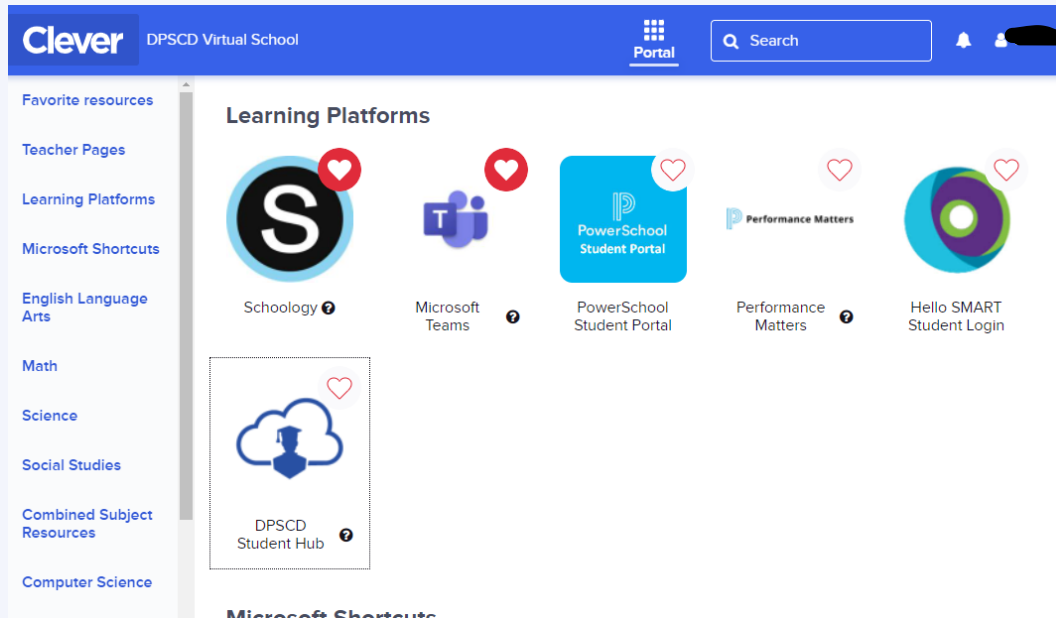 Clever
DPSCD Virtual School
Portal
Search
Favorite resources
Teacher Pages
Learning Platforms
Microsoft Shortcuts
English Language
Arts
Math
Science
Social Studies
Combined Subject
Resources
Computer Science
Learning Platforms
S
Schoology ?
T
Microsoft
Teams ?
PowerSchool
Student Portal
PowerSchool
Student Portal
Performance Matters
Performance
Matters ?
Hello SMART
Student Login
DPSCD
Student Hub ?
Microsoft Shortcuts